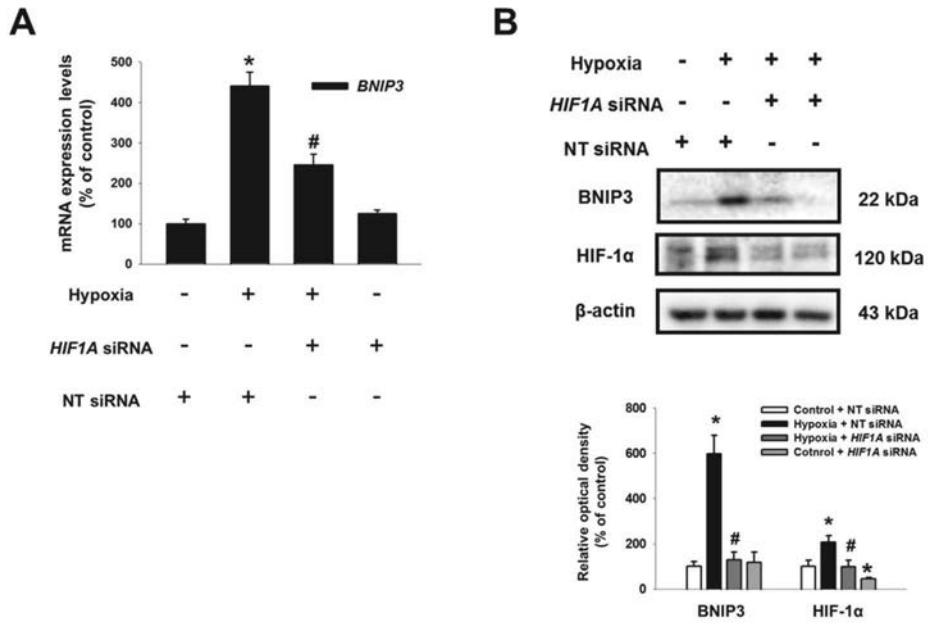 A
mRNA expression levels
(% of control)
500
400
300
200
100
0
*
#
BNIP3
Hypoxia - + + -
HIF1A siRNA - - + +
NT siRNA + + - -
B
Hypoxia - + + +
HIF1A siRNA - - + +
NT siRNA + + - -
BNIP3 22 kDa
HIF-1α 120 kDa
β-actin 43 kDa
Relative optical density
(% of control)
800
600
400
200
0
Control + NT siRNA
Hypoxia + NT siRNA
Hypoxia + HIF1A siRNA
Cotnrol + HIF1A siRNA
*
#
*
#
*
BNIP3 HIF-1α